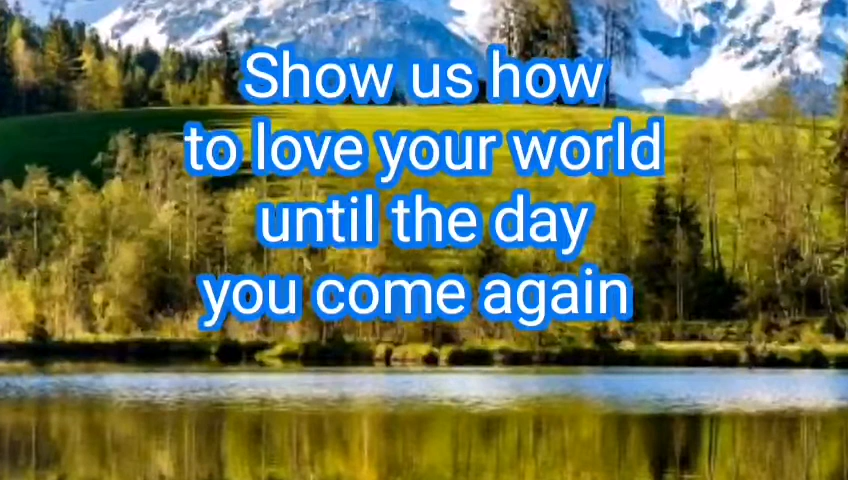 Show us how
to love your world
until the day
you come again